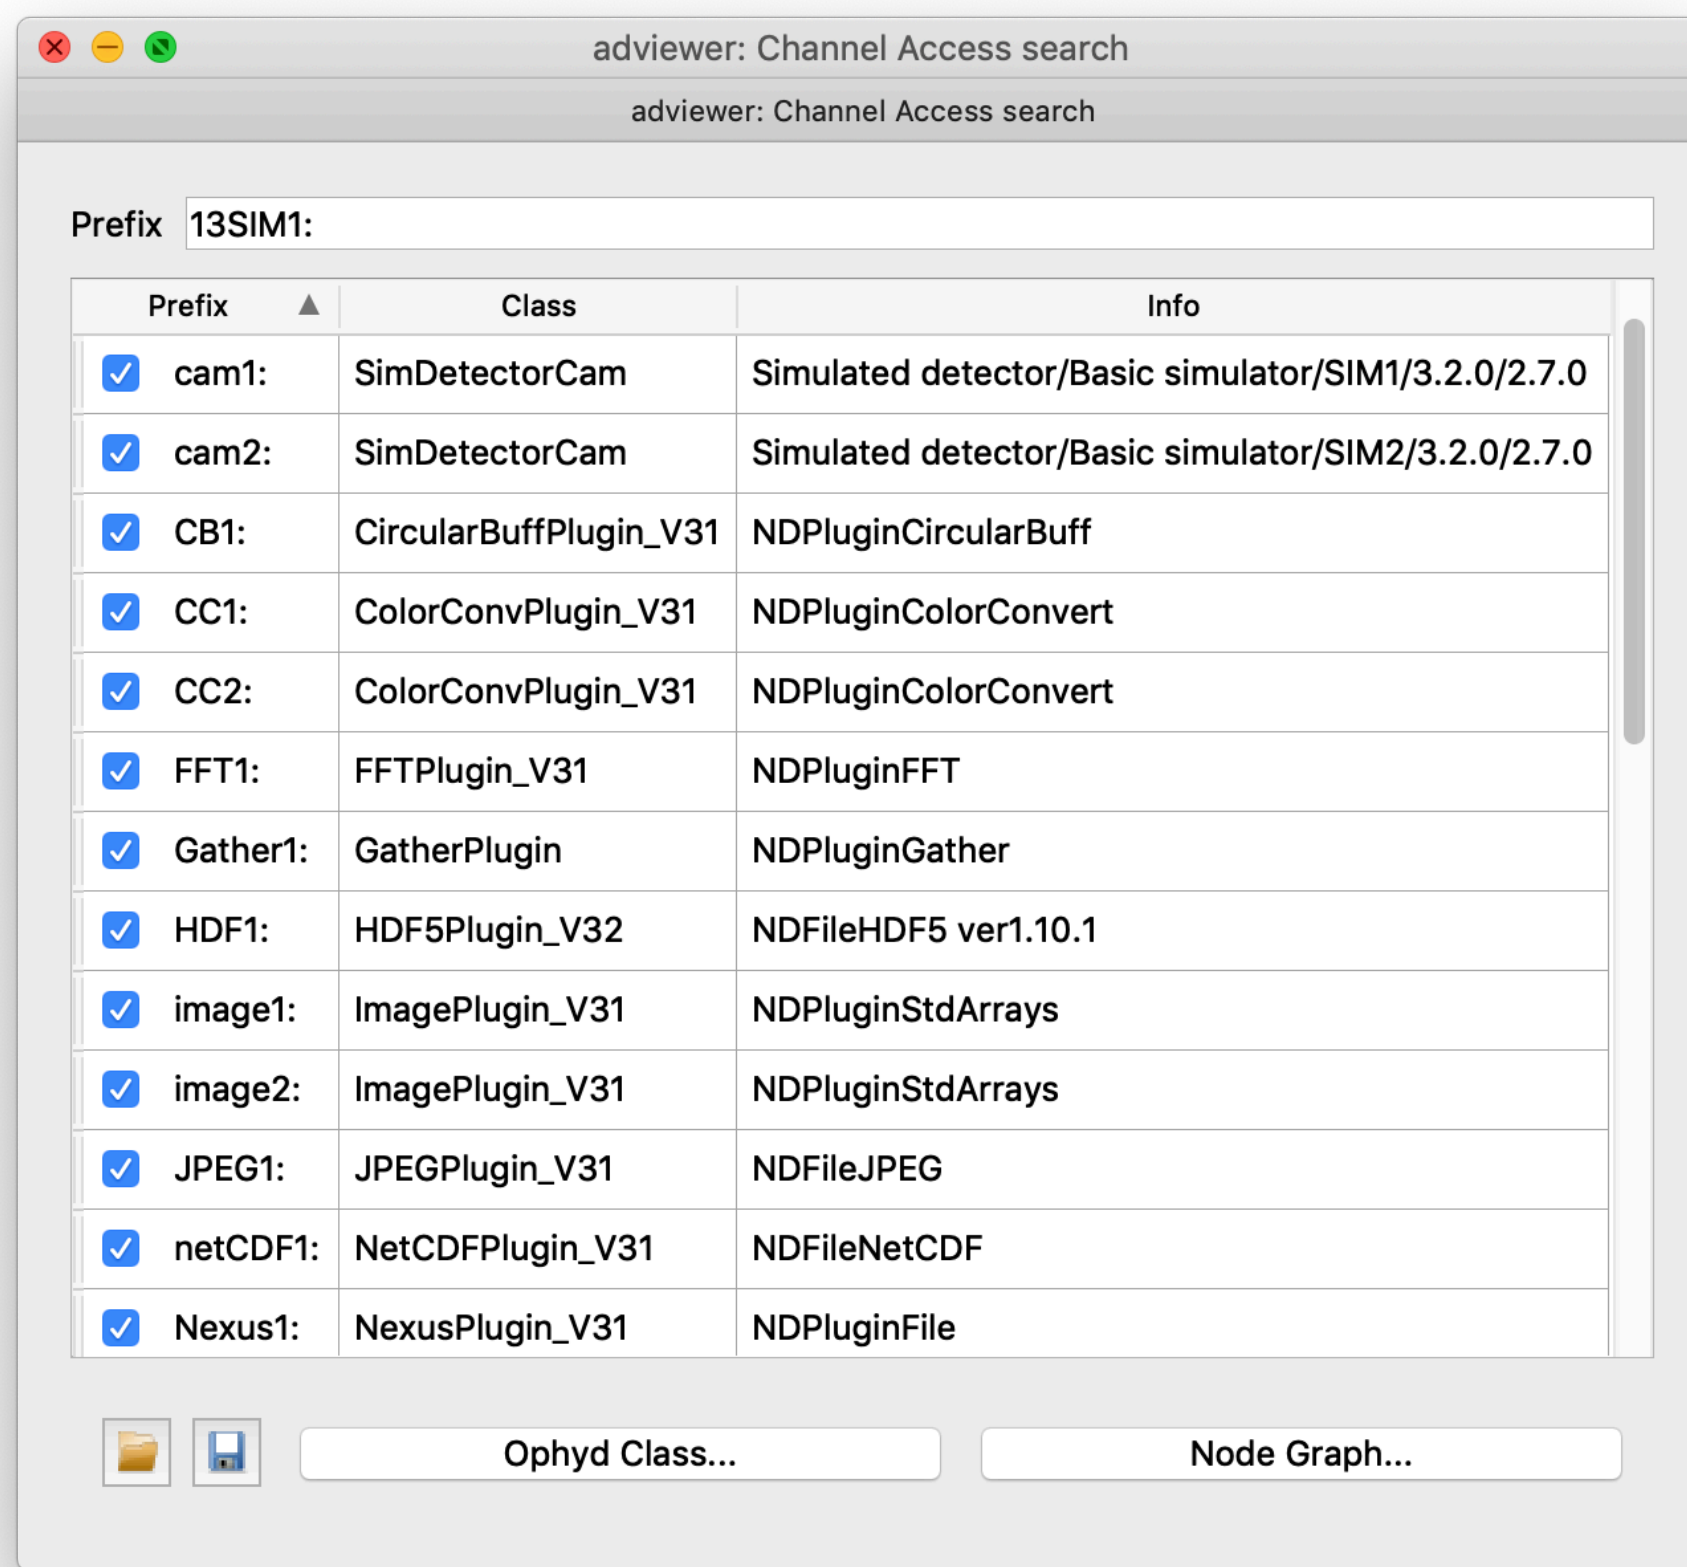 adviewer: Channel Access search
adviewer: Channel Access search
Prefix 13SIM1:
Prefix Class Info
cam1: SimDetectorCam Simulated detector/Basic simulator/SIM1/3.2.0/2.7.0
cam2: SimDetectorCam Simulated detector/Basic simulator/SIM2/3.2.0/2.7.0
CB1: CircularBuffPlugin_V31 NDPluginCircularBuff
CC1: ColorConvPlugin_V31 NDPluginColorConvert
CC2: ColorConvPlugin_V31 NDPluginColorConvert
FFT1: FFTPlugin_V31 NDPluginFFT
Gather1: GatherPlugin NDPluginGather
HDF1: HDF5Plugin_V32 NDFileHDF5 ver1.10.1
image1: ImagePlugin_V31 NDPluginStdArrays
image2: ImagePlugin_V31 NDPluginStdArrays
JPEG1: JPEGPlugin_V31 NDFileJPEG
netCDF1: NetCDFPlugin_V31 NDFileNetCDF
Nexus1: NexusPlugin_V31 NDPluginFile
Ophyd Class... Node Graph...